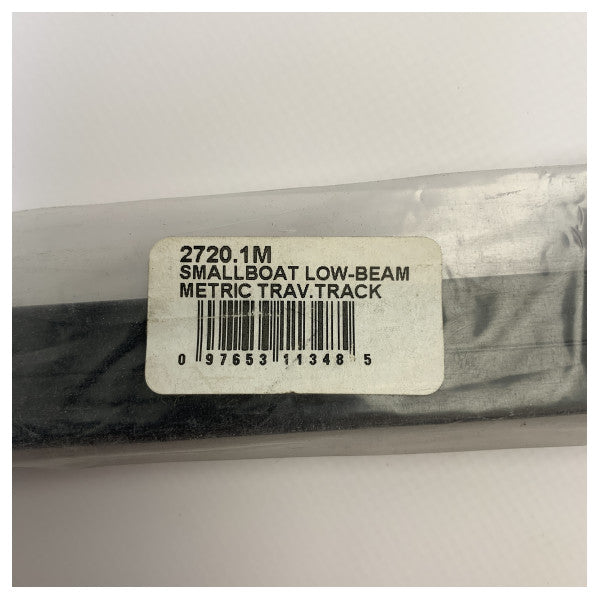 2720.1M
SMALLBOAT LOW-BEAM
METRIC TRAV.TRACK
0 97653 11348 5